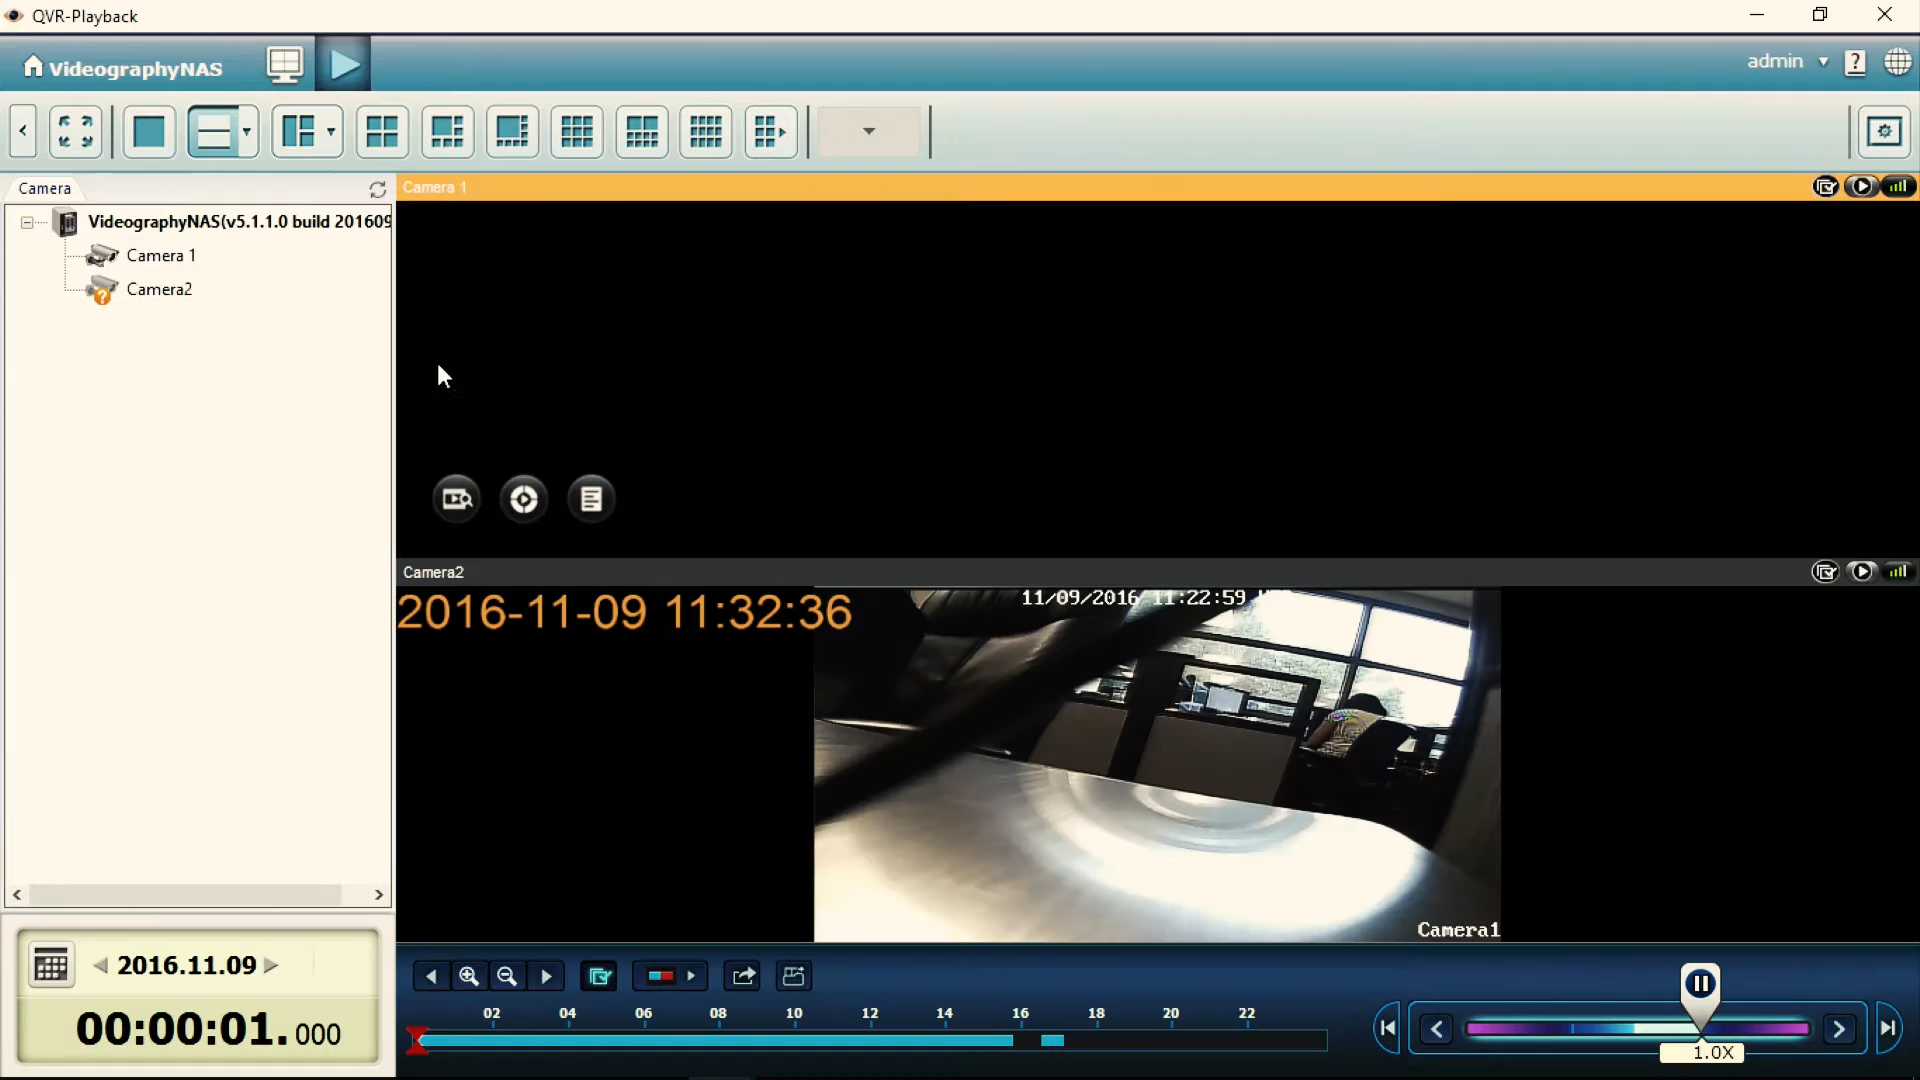 QVR-Playback
VideographyNAS
admin
?
Camera
VideographyNAS(v5.1.1.0 build 201609
Camera 1
Camera2
Camera 1
Camera2
2016-11-09 11:32:36
11/09/2016 11:22:59
Camera1
2016.11.09
00:00:01.000
02 04 06 08 10 12 14 16 18 20 22
1.0X